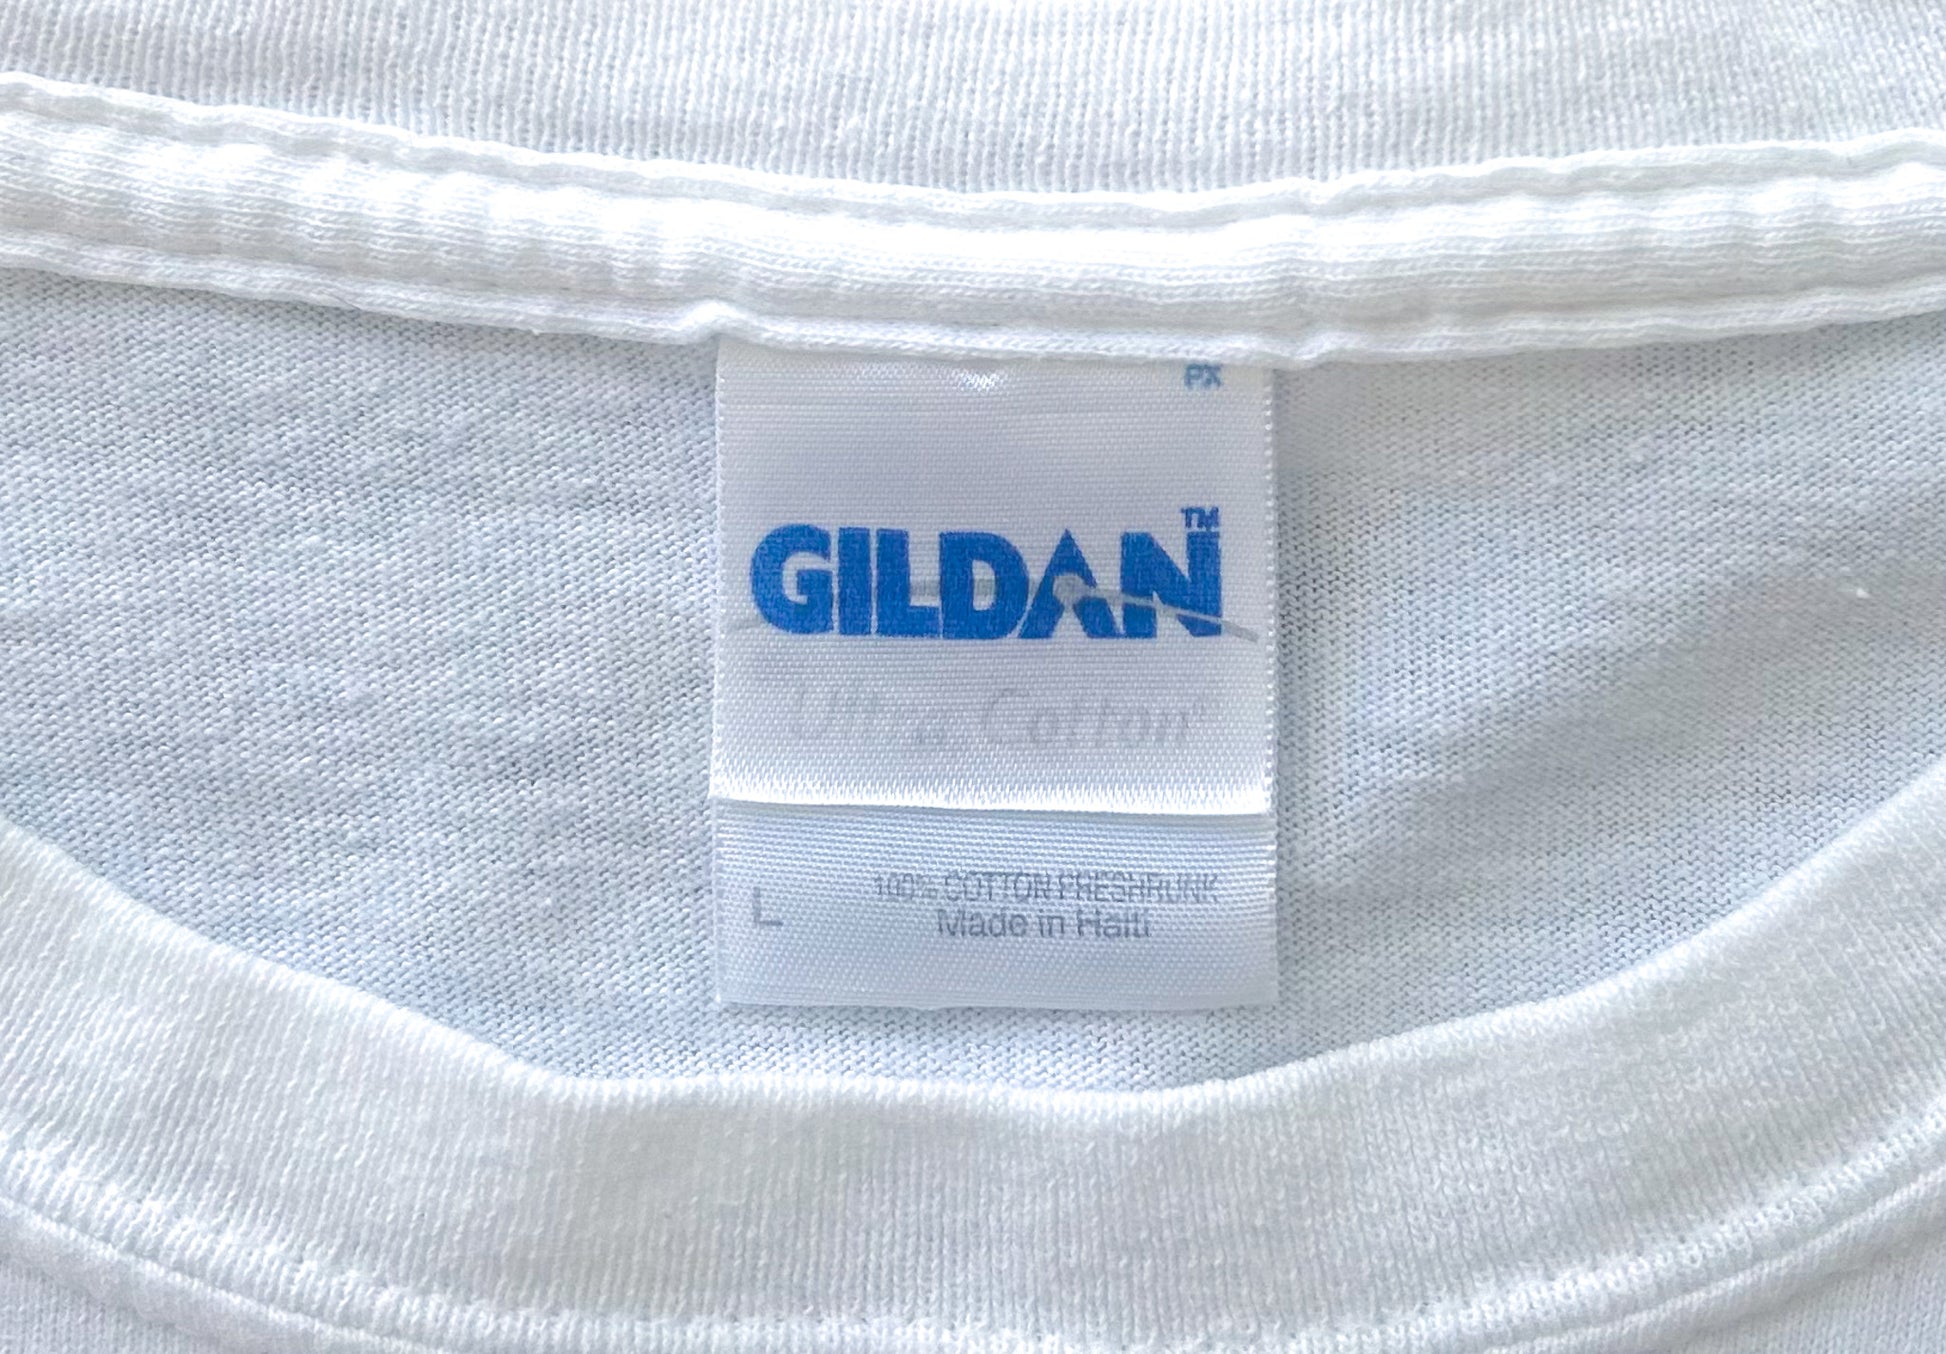 PX
GILDAN™
Ultra Cotton®
100% COTTON PRESHRUNK
L
Made in Haiti